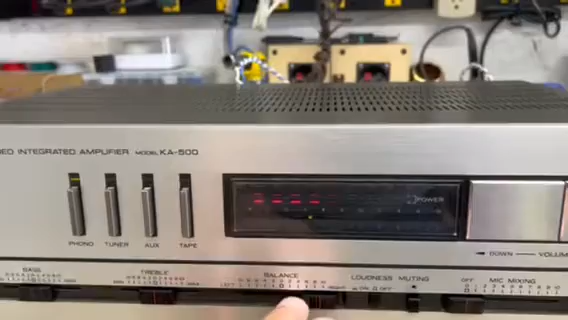 EO INTEGRATED AMPLIFIER MODEL KA-500
POWER
PHONO TUNER AUX TAPE
DOWN VOLUM
BASS TREBLE BALANCE LOUDNESS MUTING OFF MIC MIXING
LEFT RIGHT